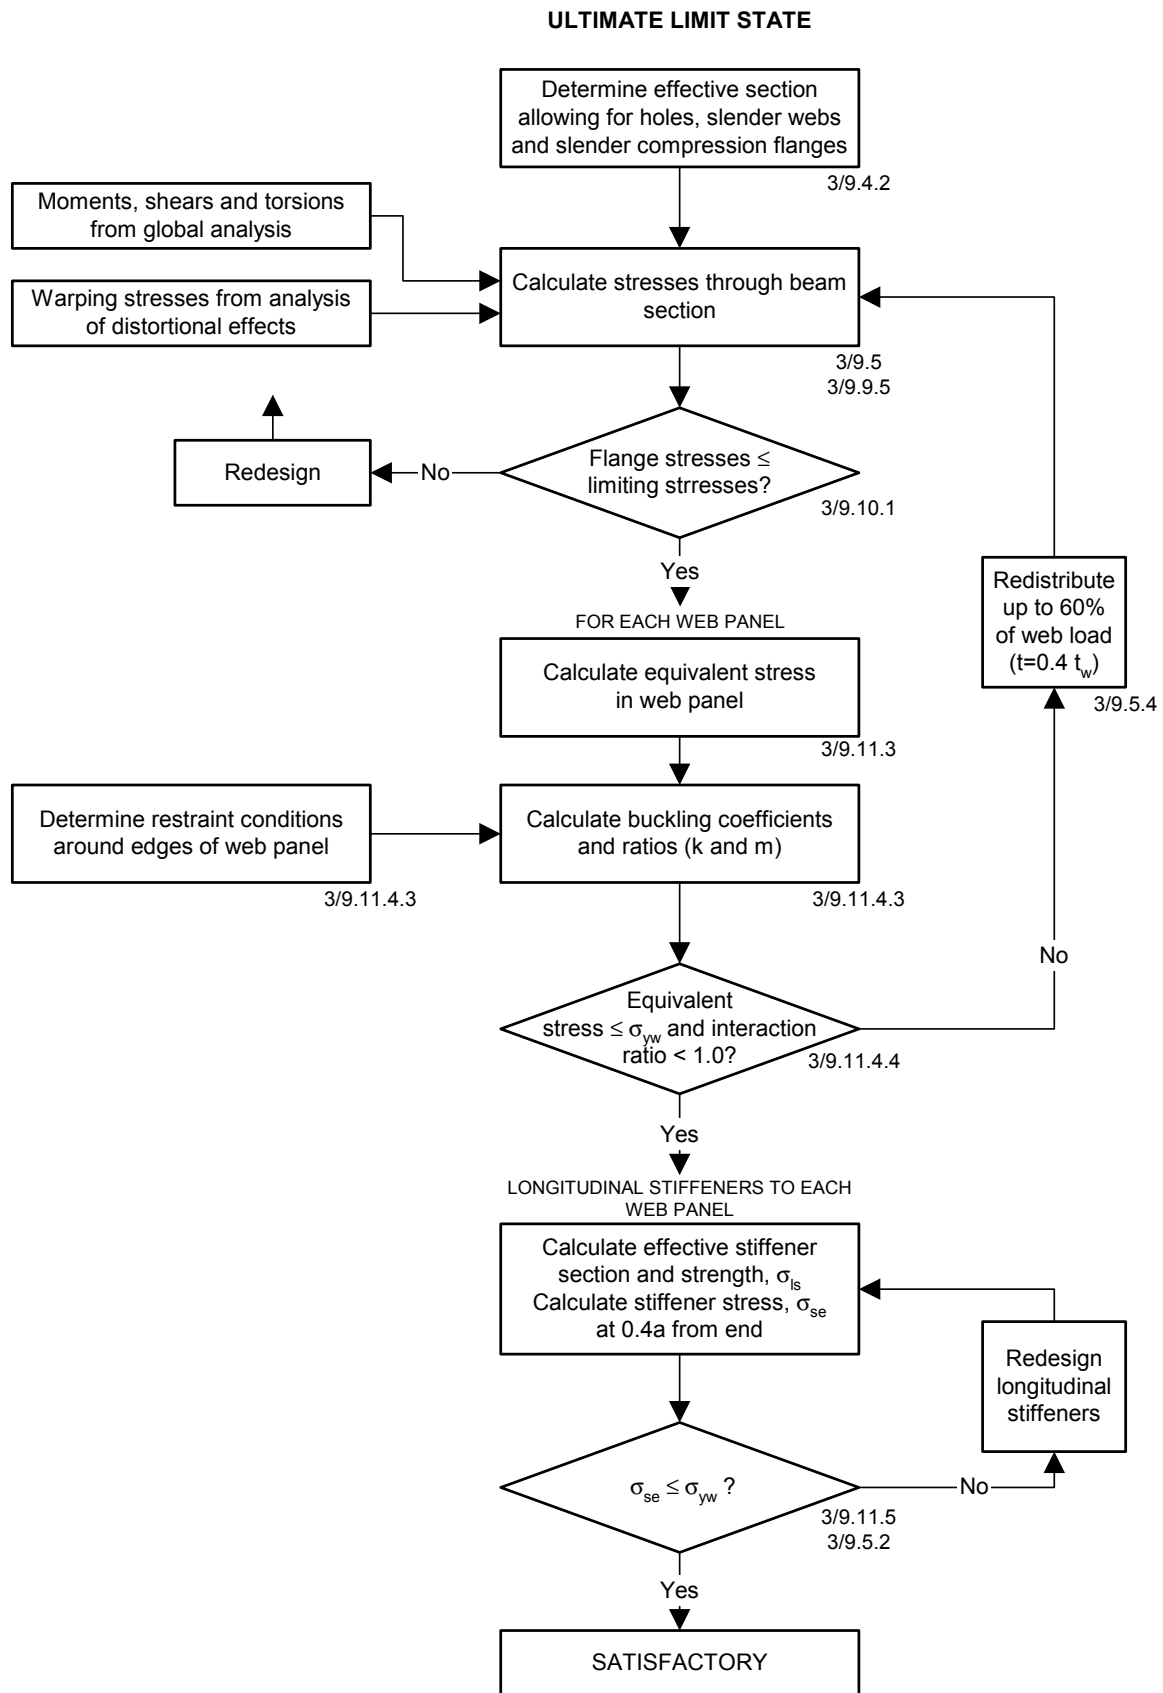 ULTIMATE LIMIT STATE
Determine effective section
allowing for holes, slender webs
and slender compression flanges
3/9.4.2
Moments, shears and torsions
from global analysis
Warping stresses from analysis
of distortional effects
Calculate stresses through beam
section
3/9.5
3/9.9.5
Redesign
No
Flange stresses ≤
limiting strresses?
3/9.10.1
Yes
Redistribute
up to 60%
of web load
(t=0.4 tw)
3/9.5.4
FOR EACH WEB PANEL
Calculate equivalent stress
in web panel
3/9.11.3
Determine restraint conditions
around edges of web panel
3/9.11.4.3
Calculate buckling coefficients
and ratios (k and m)
3/9.11.4.3
No
Equivalent
stress ≤ σyw and interaction
ratio < 1.0?
3/9.11.4.4
Yes
LONGITUDINAL STIFFENERS TO EACH
WEB PANEL
Calculate effective stiffener
section and strength, σls
Calculate stiffener stress, σse
at 0.4a from end
Redesign
longitudinal
stiffeners
σse ≤ σyw ?
No
3/9.11.5
3/9.5.2
Yes
SATISFACTORY